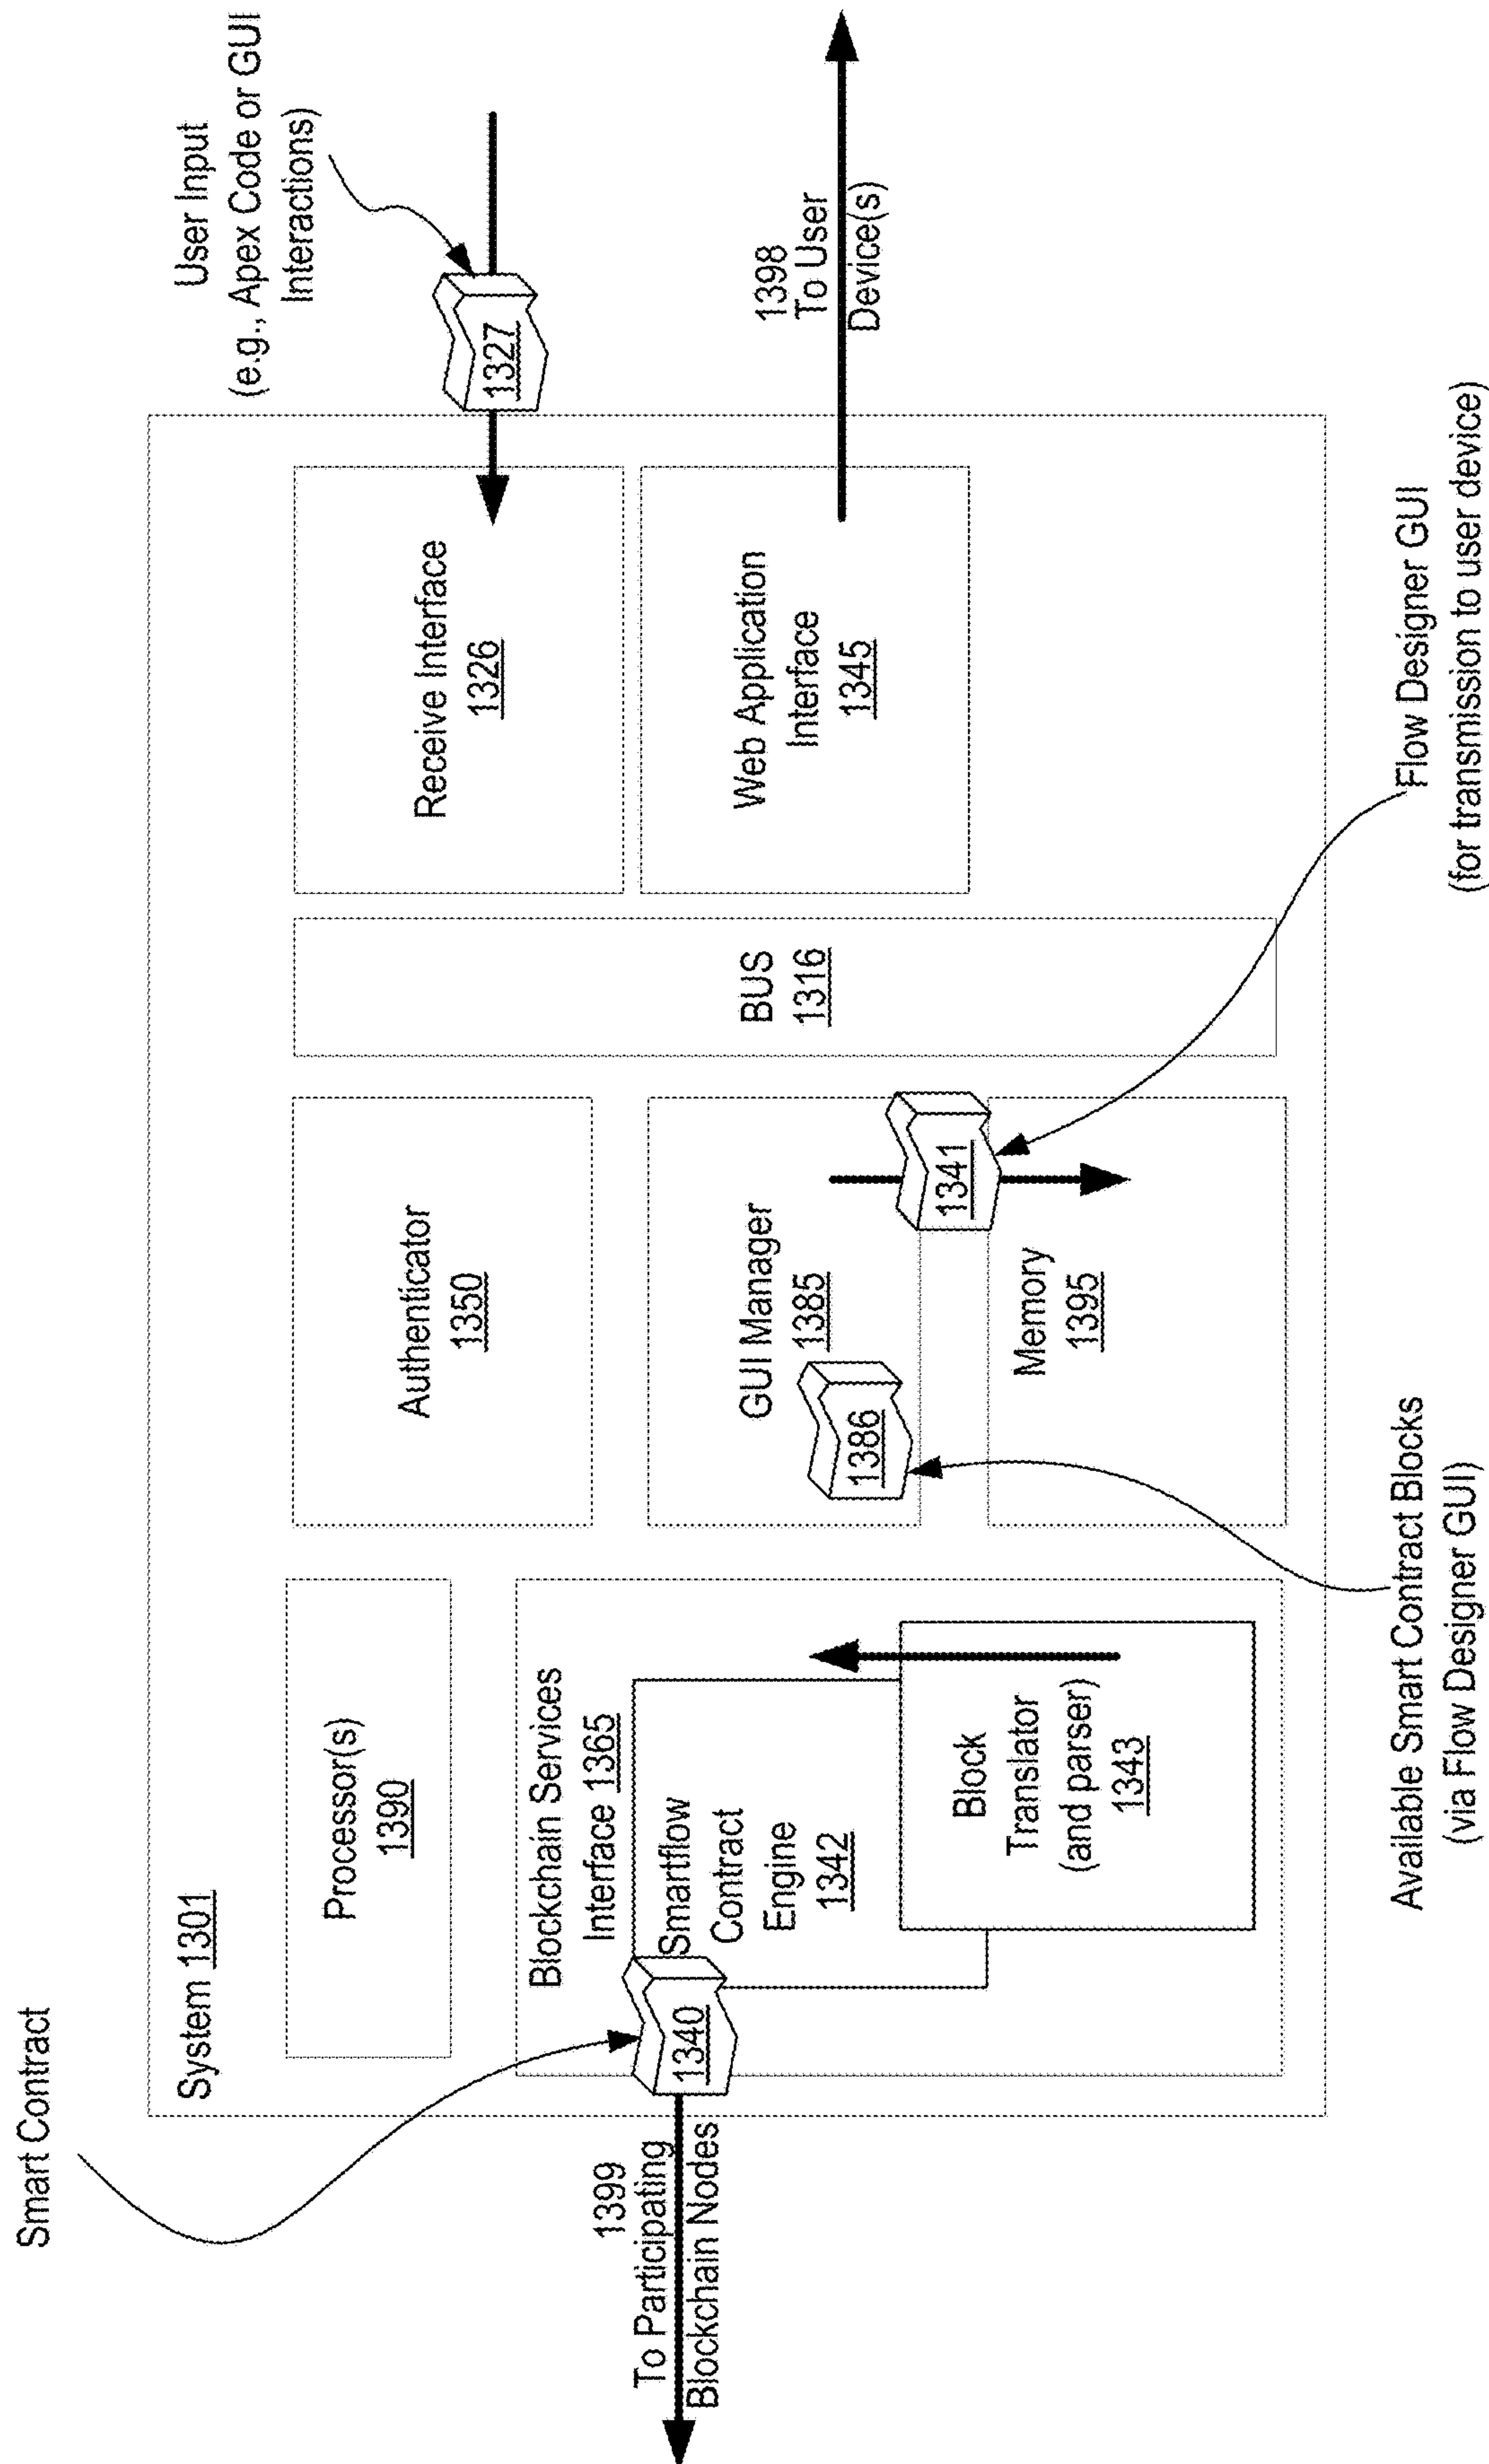 Smart Contract
User Input
(e.g., Apex Code or GUI
Interactions)
System 1301
Processor(s)
1390
Authenticator
1350
Receive Interface
1326
1327
1399
To Participating
Blockchain Nodes
1340
Blockchain Services
Interface 1365
Smartflow
Contract
Engine
1342
Block
Translator
(and parser)
1343
GUI Manager
1385
1386
1341
Memory
1395
BUS
1316
Web Application
Interface
1345
1398
To User
Device(s)
Available Smart Contract Blocks
(via Flow Designer GUI)
Flow Designer GUI
(for transmission to user device)